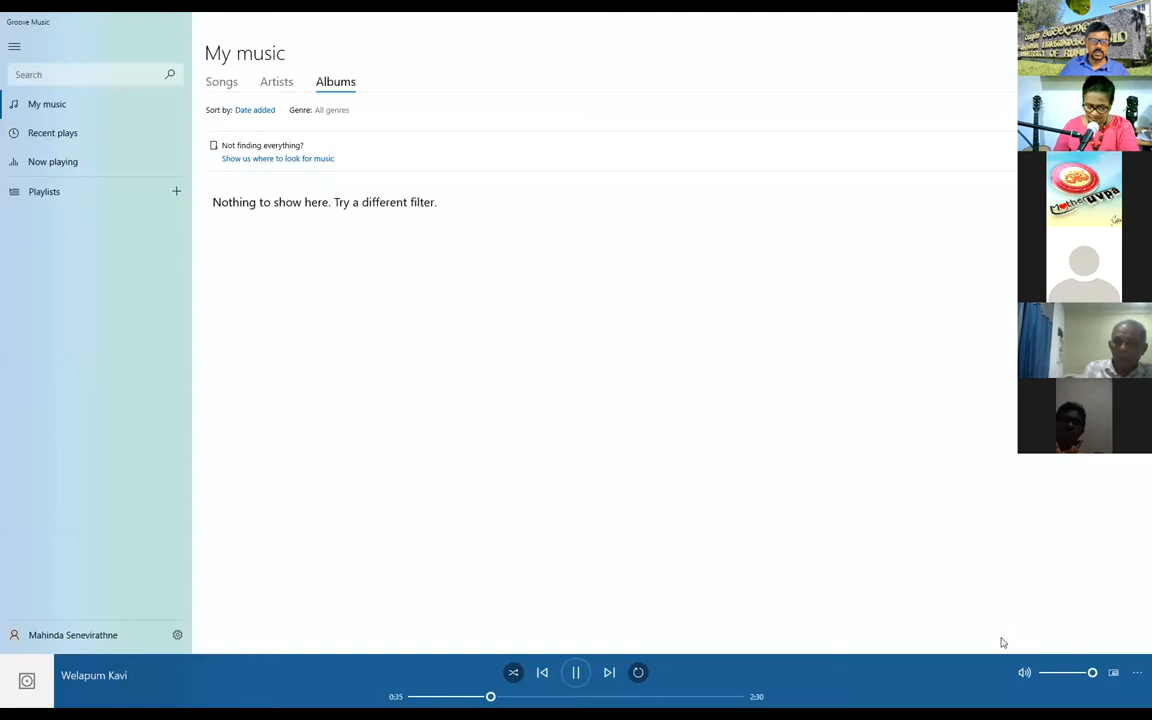 Groove Music
Search
My music
Recent plays
Now playing
Playlists
Mahinda Senevirathne
My music
Songs Artists Albums
Sort by: Date added Genre: All genres
Not finding everything?
Show us where to look for music
Nothing to show here. Try a different filter.
Mother uvpa
Welapum Kavi
0:35
2:30